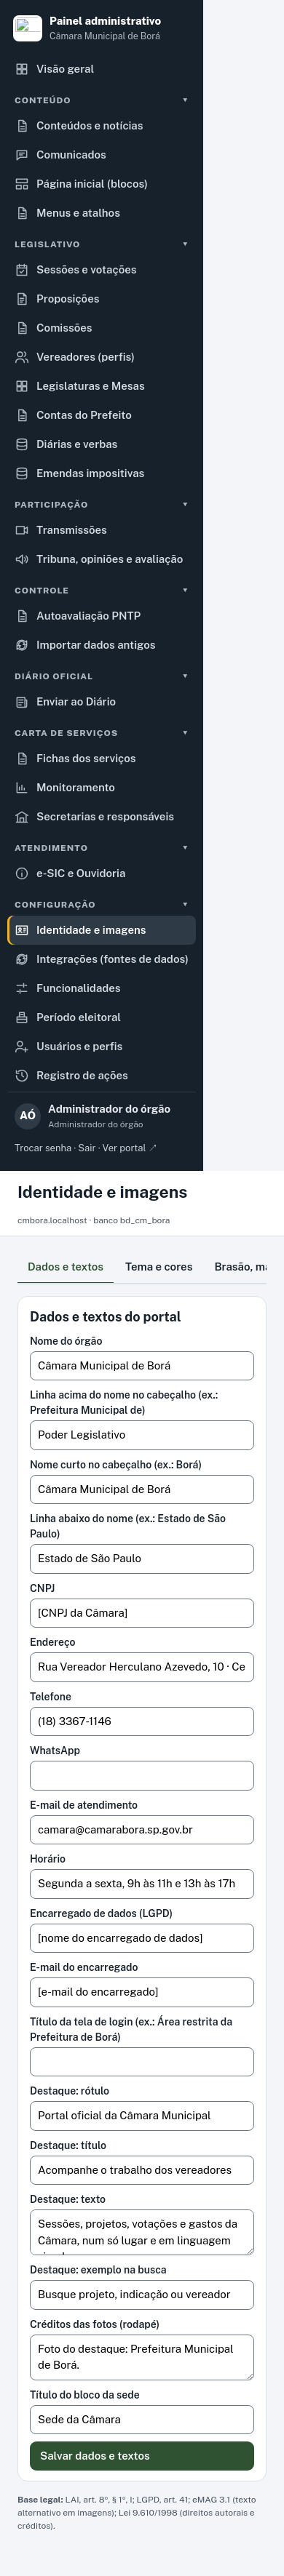 Painel administrativo
Câmara Municipal de Borá
Visão geral
CONTEÚDO
Conteúdos e notícias
Comunicados
Página inicial (blocos)
Menus e atalhos
LEGISLATIVO
Sessões e votações
Proposições
Comissões
Vereadores (perfis)
Legislaturas e Mesas
Contas do Prefeito
Diárias e verbas
Emendas impositivas
PARTICIPAÇÃO
Transmissões
Tribuna, opiniões e avaliação
CONTROLE
Autoavaliação PNTP
Importar dados antigos
DIÁRIO OFICIAL
Enviar ao Diário
CARTA DE SERVIÇOS
Fichas dos serviços
Monitoramento
Secretarias e responsáveis
ATENDIMENTO
e-SIC e Ouvidoria
CONFIGURAÇÃO
Identidade e imagens
Integrações (fontes de dados)
Funcionalidades
Período eleitoral
Usuários e perfis
Registro de ações
AÓ
Administrador do órgão
Administrador do órgão
Trocar senha · Sair · Ver portal ↗
Identidade e imagens
cmbora.localhost · banco bd_cm_bora
Dados e textos Tema e cores Brasão, ma
Dados e textos do portal
Nome do órgão
Câmara Municipal de Borá
Linha acima do nome no cabeçalho (ex.:
Prefeitura Municipal de)
Poder Legislativo
Nome curto no cabeçalho (ex.: Borá)
Câmara Municipal de Borá
Linha abaixo do nome (ex.: Estado de São
Paulo)
Estado de São Paulo
CNPJ
[CNPJ da Câmara]
Endereço
Rua Vereador Herculano Azevedo, 10 · Ce
Telefone
(18) 3367-1146
WhatsApp
E-mail de atendimento
camara@camarabora.sp.gov.br
Horário
Segunda a sexta, 9h às 11h e 13h às 17h
Encarregado de dados (LGPD)
[nome do encarregado de dados]
E-mail do encarregado
[e-mail do encarregado]
Título da tela de login (ex.: Área restrita da
Prefeitura de Borá)
Destaque: rótulo
Portal oficial da Câmara Municipal
Destaque: título
Acompanhe o trabalho dos vereadores
Destaque: texto
Sessões, projetos, votações e gastos da
Câmara, num só lugar e em linguagem
Destaque: exemplo na busca
Busque projeto, indicação ou vereador
Créditos das fotos (rodapé)
Foto do destaque: Prefeitura Municipal
de Borá.
Título do bloco da sede
Sede da Câmara
Salvar dados e textos
Base legal: LAI, art. 8º, § 1º, I; LGPD, art. 41; eMAG 3.1 (texto
alternativo em imagens); Lei 9.610/1998 (direitos autorais e
créditos).